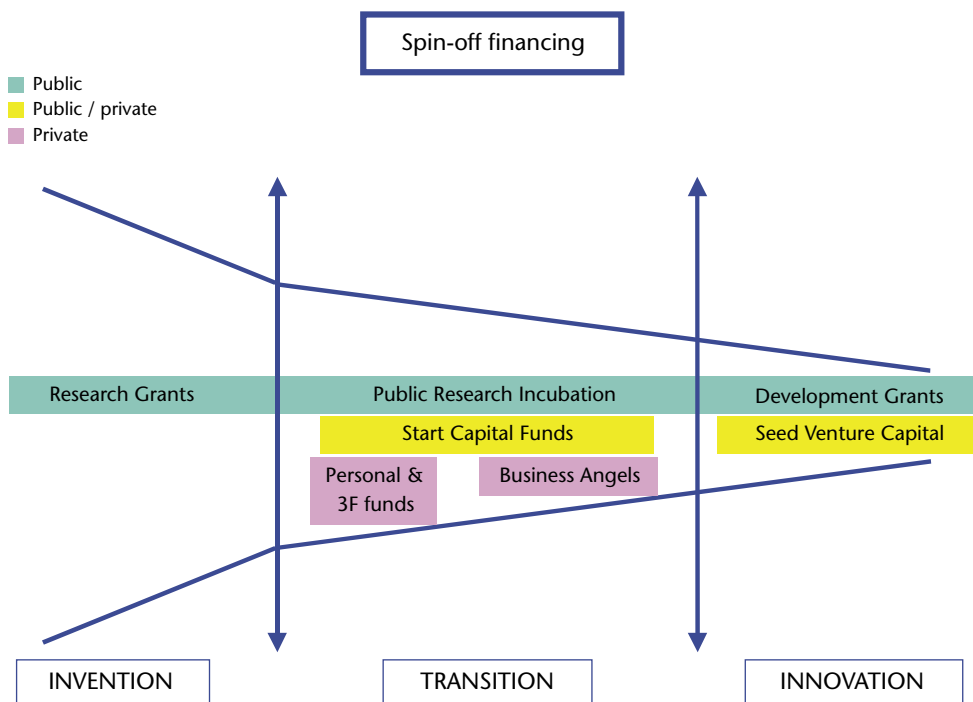 Spin-off financing
Public
Public / private
Private
Research Grants
Public Research Incubation
Development Grants
Start Capital Funds
Seed Venture Capital
Personal &
3F funds
Business Angels
INVENTION
TRANSITION
INNOVATION